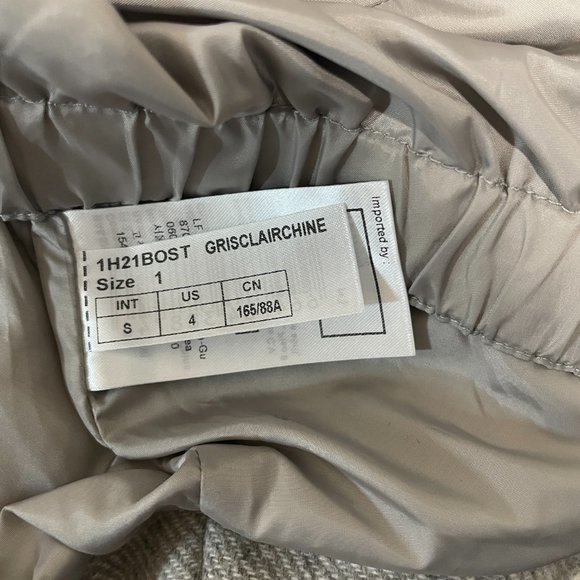 1H21BOST GRISCLAIRCHINE
Size 1
INT US CN
S 4 165/88A
Imported by :